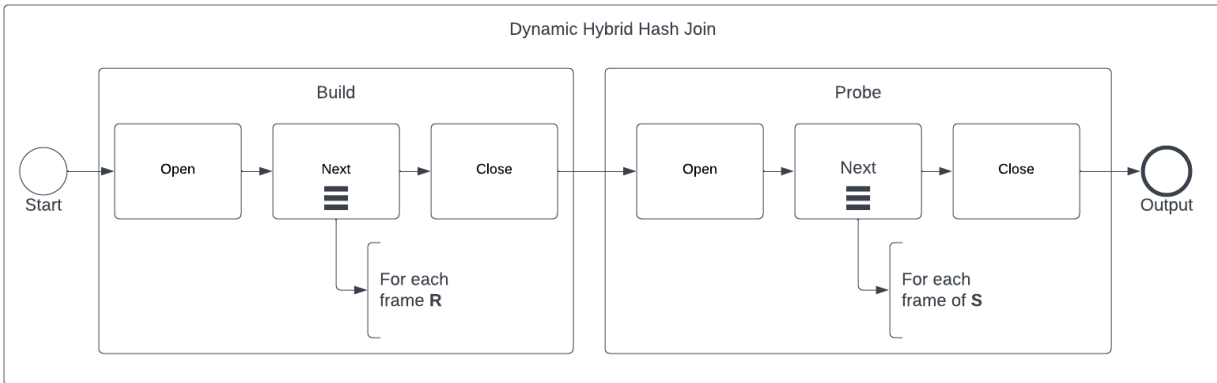 Dynamic Hybrid Hash Join
Build
Probe
Start
Open
Next
Close
For each
frame R
Open
Next
Close
For each
frame of S
Output